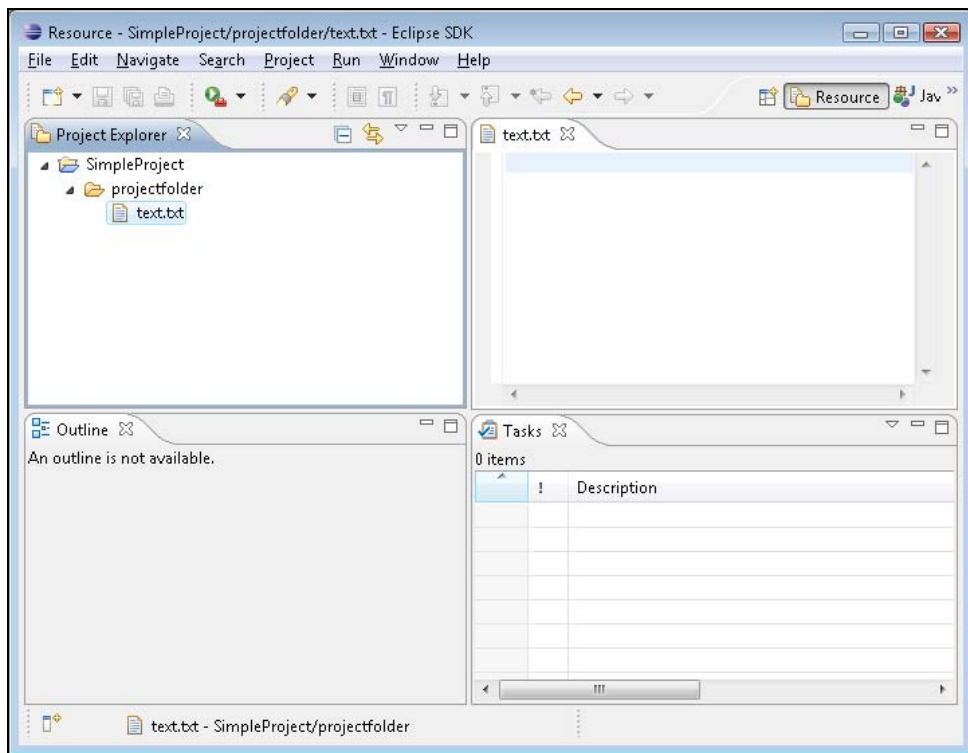 Resource - SimpleProject/projectfolder/text.txt - Eclipse SDK
File Edit Navigate Search Project Run Window Help
Resource Jav
Project Explorer
SimpleProject
projectfolder
text.txt
text.txt
Outline
An outline is not available.
Tasks
0 items
! Description
text.txt - SimpleProject/projectfolder